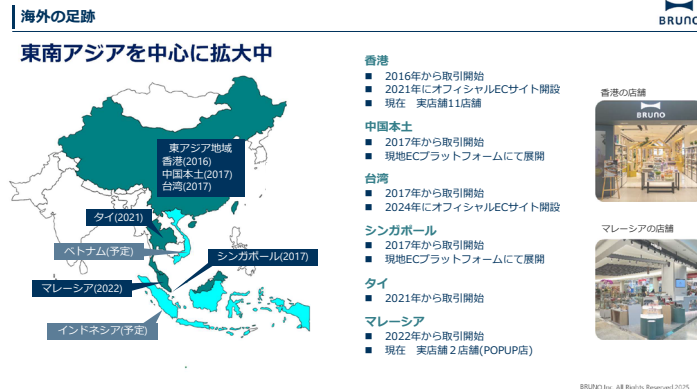 海外の足跡
BRUNO
東南アジアを中心に拡大中
東アジア地域
香港(2016)
中国本土(2017)
台湾(2017)
タイ(2021)
ベトナム(予定)
シンガポール(2017)
マレーシア(2022)
インドネシア(予定)
香港
■ 2016年から取引開始
■ 2021年にオフィシャルECサイト開設
■ 現在 実店舗11店舗
中国本土
■ 2017年から取引開始
■ 現地ECプラットフォームにて展開
台湾
■ 2017年から取引開始
■ 2024年にオフィシャルECサイト開設
シンガポール
■ 2017年から取引開始
■ 現地ECプラットフォームにて展開
タイ
■ 2021年から取引開始
マレーシア
■ 2022年から取引開始
■ 現在 実店舗２店舗(POPUP店)
香港の店舗
BRUNO
マレーシアの店舗
BRUNO Inc. All Rights Reserved 2025